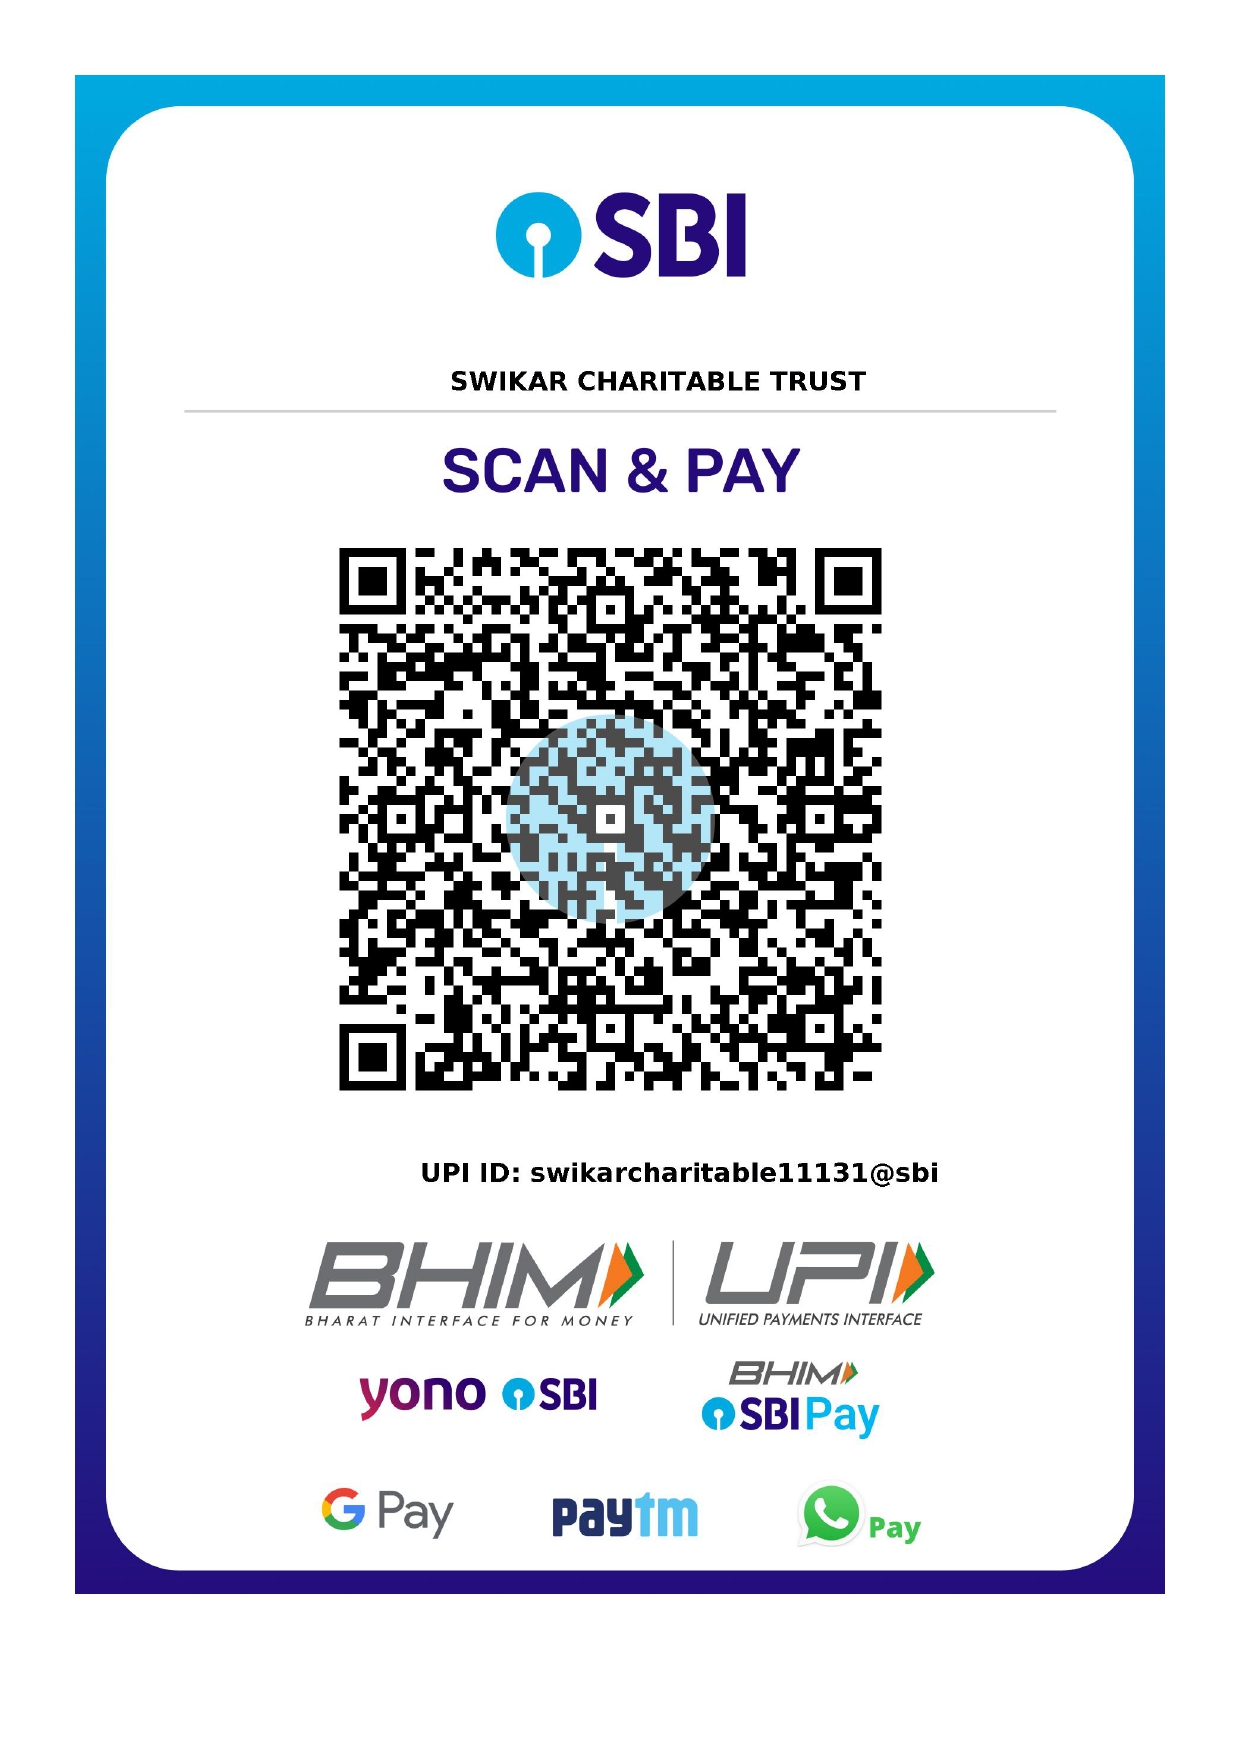 SBI
SWIKAR CHARITABLE TRUST
SCAN & PAY
UPI ID: swikarcharitable11131@sbi
BHIM UPI
BHARAT INTERFACE FOR MONEY UNIFIED PAYMENTS INTERFACE
BHIM
yono SBI SBI Pay
G Pay paytm Pay